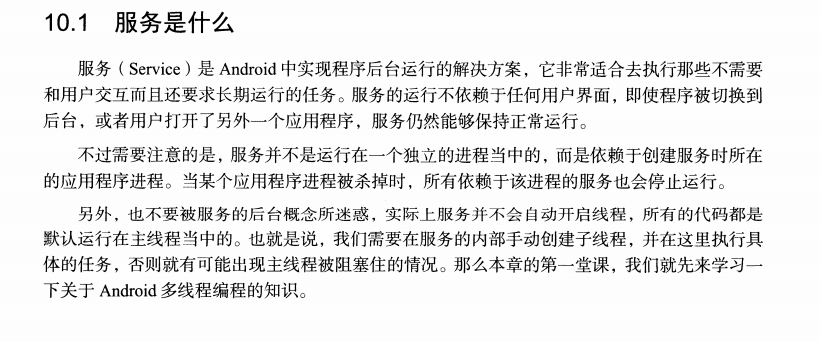 10.1 服务是什么
服务（Service）是 Android 中实现程序后台运行的解决方案，它非常适合去执行那些不需要
和用户交互而且还要求长期运行的任务。服务的运行不依赖于任何用户界面，即使程序被切换到
后台，或者用户打开了另外一个应用程序，服务仍然能够保持正常运行。
不过需要注意的是，服务并不是运行在一个独立的进程当中的，而是依赖于创建服务时所在
的应用程序进程。当某个应用程序进程被杀掉时，所有依赖于该进程的服务也会停止运行。
另外，也不要被服务的后台概念所迷惑，实际上服务并不会自动开启线程，所有的代码都是
默认运行在主线程当中的。也就是说，我们需要在服务的内部手动创建子线程，并在这里执行具
体的任务，否则就有可能出现主线程被阻塞住的情况。那么本章的第一堂课，我们就先来学习一
下关于 Android 多线程编程的知识。